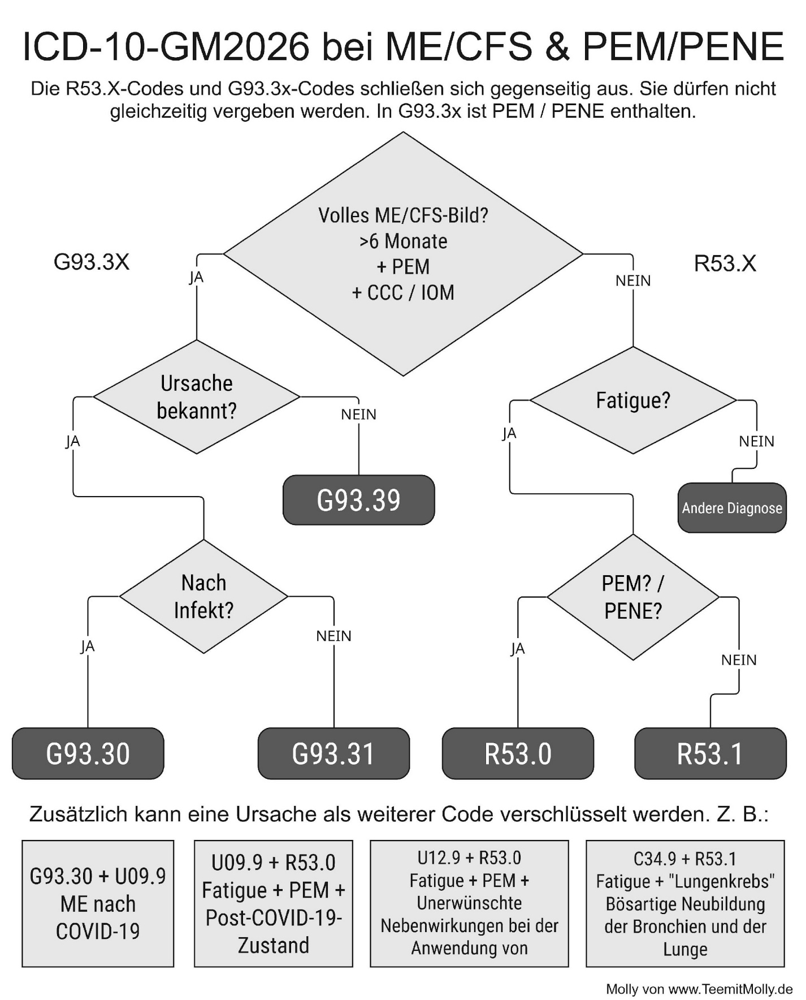 ICD-10-GM2026 bei ME/CFS & PEM/PENE
Die R53.X-Codes und G93.3x-Codes schließen sich gegenseitig aus. Sie dürfen nicht
gleichzeitig vergeben werden. In G93.3x ist PEM / PENE enthalten.
Volles ME/CFS-Bild?
>6 Monate
+ PEM
+ CCC / IOM
G93.3X
R53.X
JA
NEIN
Ursache
bekannt?
Fatigue?
JA
NEIN
JA
NEIN
G93.39
Andere Diagnose
Nach
Infekt?
PEM? /
PENE?
JA
NEIN
JA
NEIN
G93.30
G93.31
R53.0
R53.1
Zusätzlich kann eine Ursache als weiterer Code verschlüsselt werden. Z. B.:
G93.30 + U09.9
ME nach
COVID-19
U09.9 + R53.0
Fatigue + PEM +
Post-COVID-19-
Zustand
U12.9 + R53.0
Fatigue + PEM +
Unerwünschte
Nebenwirkungen bei der
Anwendung von
C34.9 + R53.1
Fatigue + "Lungenkrebs"
Bösartige Neubildung
der Bronchien und der
Lunge
Molly von www.TeemitMolly.de